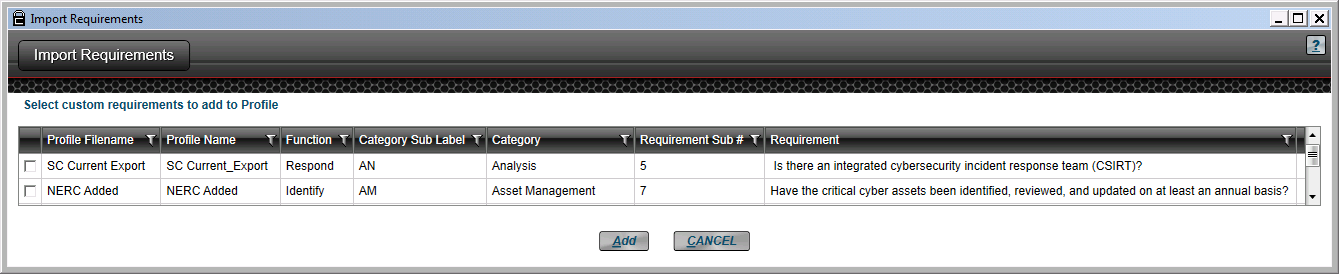 Import Requirements
?
Import Requirements
Select custom requirements to add to Profile
Profile Filename Profile Name Function Category Sub Label Category Requirement Sub # Requirement
SC Current Export SC Current_Export Respond AN Analysis 5 Is there an integrated cybersecurity incident response team (CSIRT)?
NERC Added NERC Added Identify AM Asset Management 7 Have the critical cyber assets been identified, reviewed, and updated on at least an annual basis?
Add CANCEL